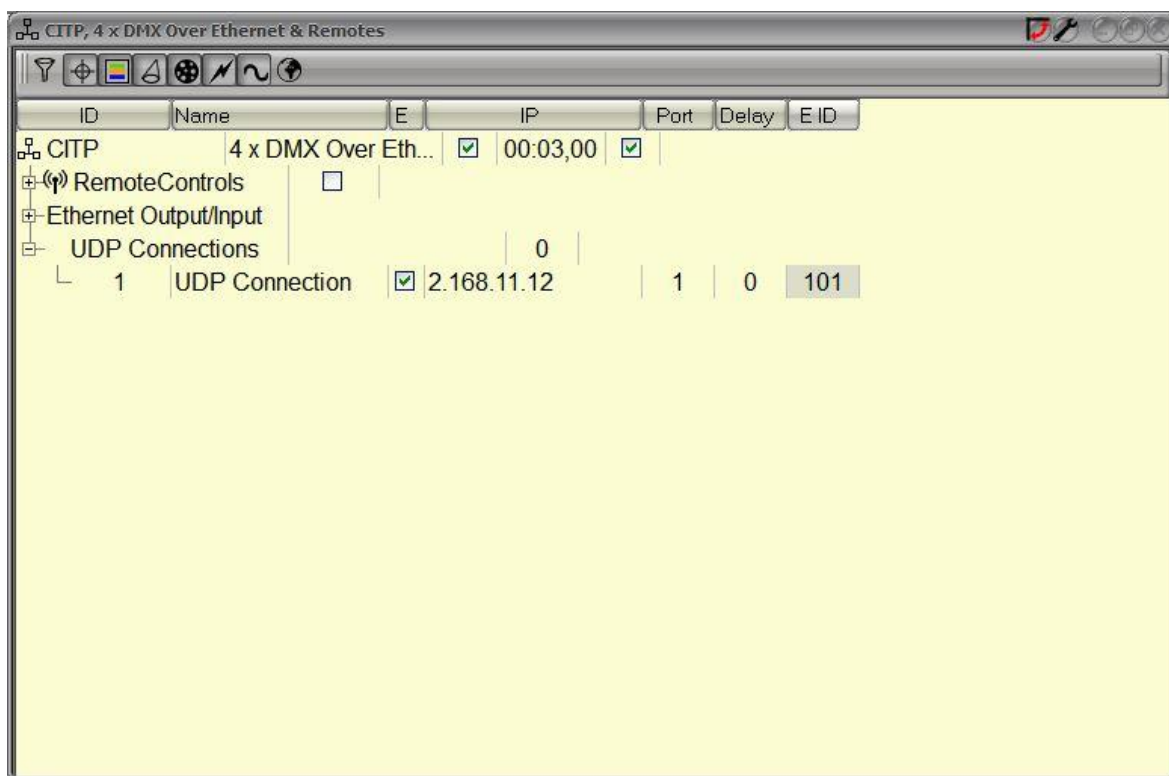 CITP, 4 x DMX Over Ethernet & Remotes
ID Name E IP Port Delay E ID
CITP 4 x DMX Over Eth... 00:03,00
RemoteControls
Ethernet Output/Input
UDP Connections 0
1 UDP Connection 2.168.11.12 1 0 101